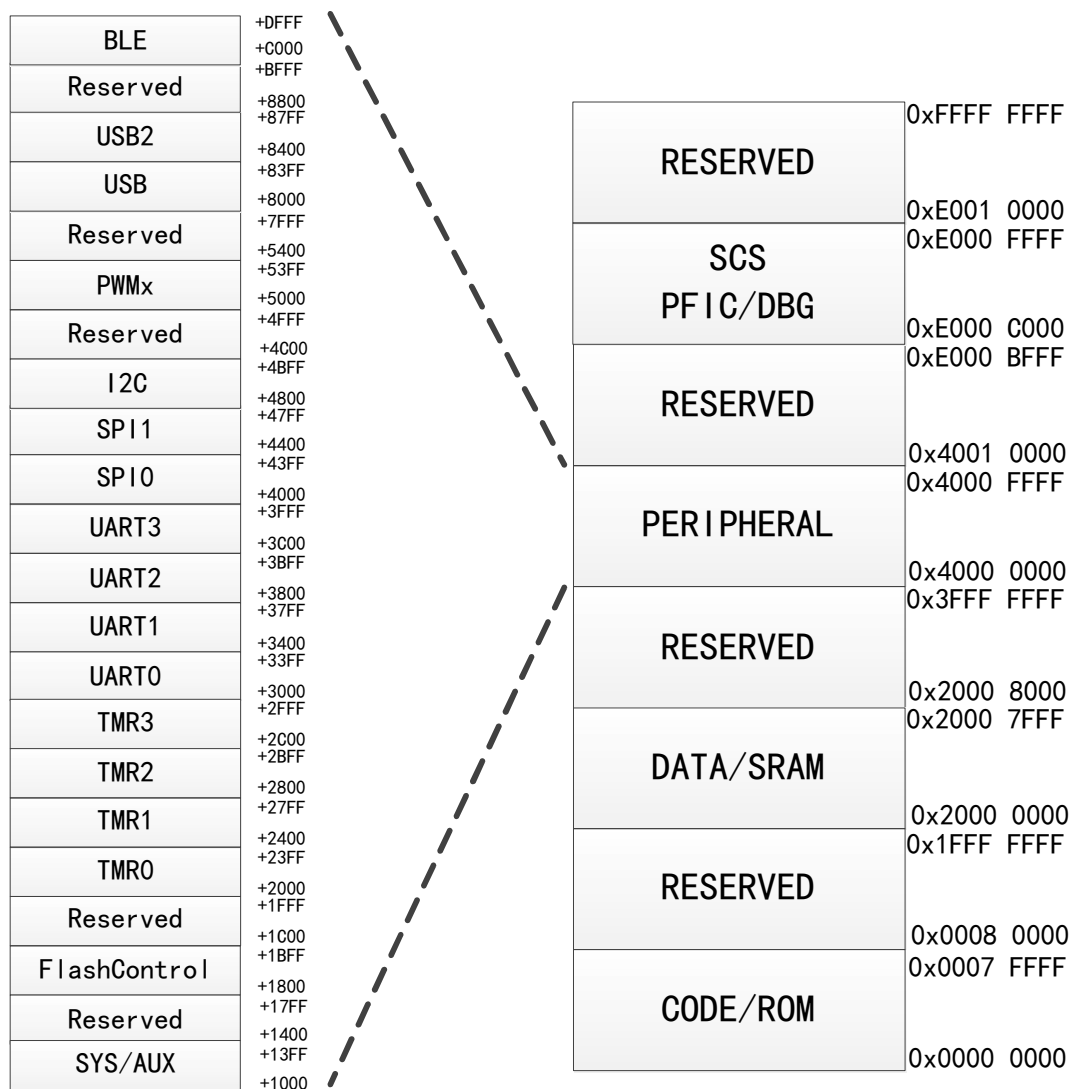 BLE
+DFFF
+C000
Reserved
+BFFF
+8800
USB2
+87FF
+8400
USB
+83FF
+8000
Reserved
+7FFF
+5400
PWMx
+53FF
+5000
Reserved
+4FFF
+4C00
I2C
+4BFF
+4800
SPI1
+47FF
+4400
SPI0
+43FF
+4000
UART3
+3FFF
+3C00
UART2
+3BFF
+3800
UART1
+37FF
+3400
UART0
+33FF
+3000
TMR3
+2FFF
+2C00
TMR2
+2BFF
+2800
TMR1
+27FF
+2400
TMR0
+23FF
+2000
Reserved
+1FFF
+1C00
FlashControl
+1BFF
+1800
Reserved
+17FF
+1400
SYS/AUX
+13FF
+1000
RESERVED
0xFFFF FFFF
0xE001 0000
SCS
PFIC/DBG
0xE000 FFFF
0xE000 C000
RESERVED
0xE000 BFFF
0x4001 0000
PERIPHERAL
0x4000 FFFF
0x4000 0000
RESERVED
0x3FFF FFFF
0x2000 8000
DATA/SRAM
0x2000 7FFF
0x2000 0000
RESERVED
0x1FFF FFFF
0x0008 0000
CODE/ROM
0x0007 FFFF
0x0000 0000